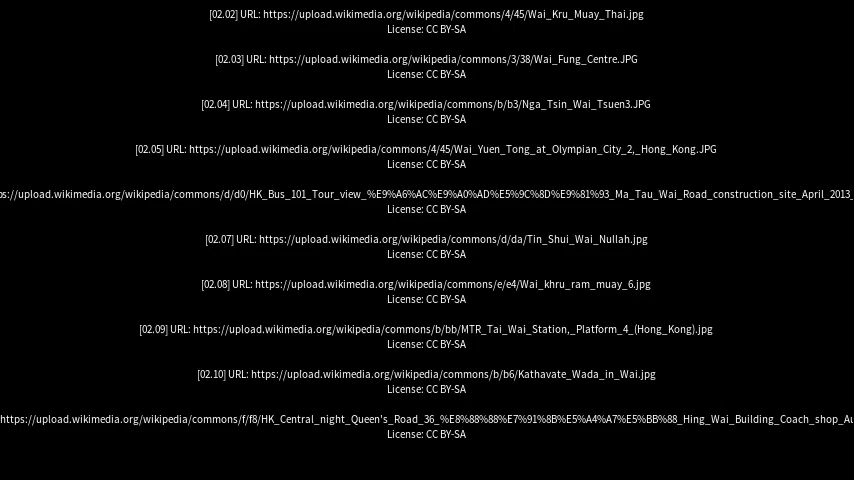 [02.02] URL: https://upload.wikimedia.org/wikipedia/commons/4/45/Wai_Kru_Muay_Thai.jpg
License: CC BY-SA
[02.03] URL: https://upload.wikimedia.org/wikipedia/commons/3/38/Wai_Fung_Centre.JPG
License: CC BY-SA
[02.04] URL: https://upload.wikimedia.org/wikipedia/commons/b/b3/Nga_Tsin_Wai_Tsuen3.JPG
License: CC BY-SA
[02.05] URL: https://upload.wikimedia.org/wikipedia/commons/4/45/Wai_Yuen_Tong_at_Olympian_City_2,_Hong_Kong.JPG
License: CC BY-SA
ps://upload.wikimedia.org/wikipedia/commons/d/d0/HK_Bus_101_Tour_view_%E9%A6%AC%E9%A0%AD%E5%9C%8D%E9%81%93_Ma_Tau_Wai_Road_construction_site_April_2013_
License: CC BY-SA
[02.07] URL: https://upload.wikimedia.org/wikipedia/commons/d/da/Tin_Shui_Wai_Nullah.jpg
License: CC BY-SA
[02.08] URL: https://upload.wikimedia.org/wikipedia/commons/e/e4/Wai_khru_ram_muay_6.jpg
License: CC BY-SA
[02.09] URL: https://upload.wikimedia.org/wikipedia/commons/b/bb/MTR_Tai_Wai_Station,_Platform_4_(Hong_Kong).jpg
License: CC BY-SA
[02.10] URL: https://upload.wikimedia.org/wikipedia/commons/b/b6/Kathavate_Wada_in_Wai.jpg
License: CC BY-SA
https://upload.wikimedia.org/wikipedia/commons/f/f8/HK_Central_night_Queen's_Road_36_%E8%88%88%E7%91%8B%E5%A4%A7%E5%BB%88_Hing_Wai_Building_Coach_shop_Au
License: CC BY-SA